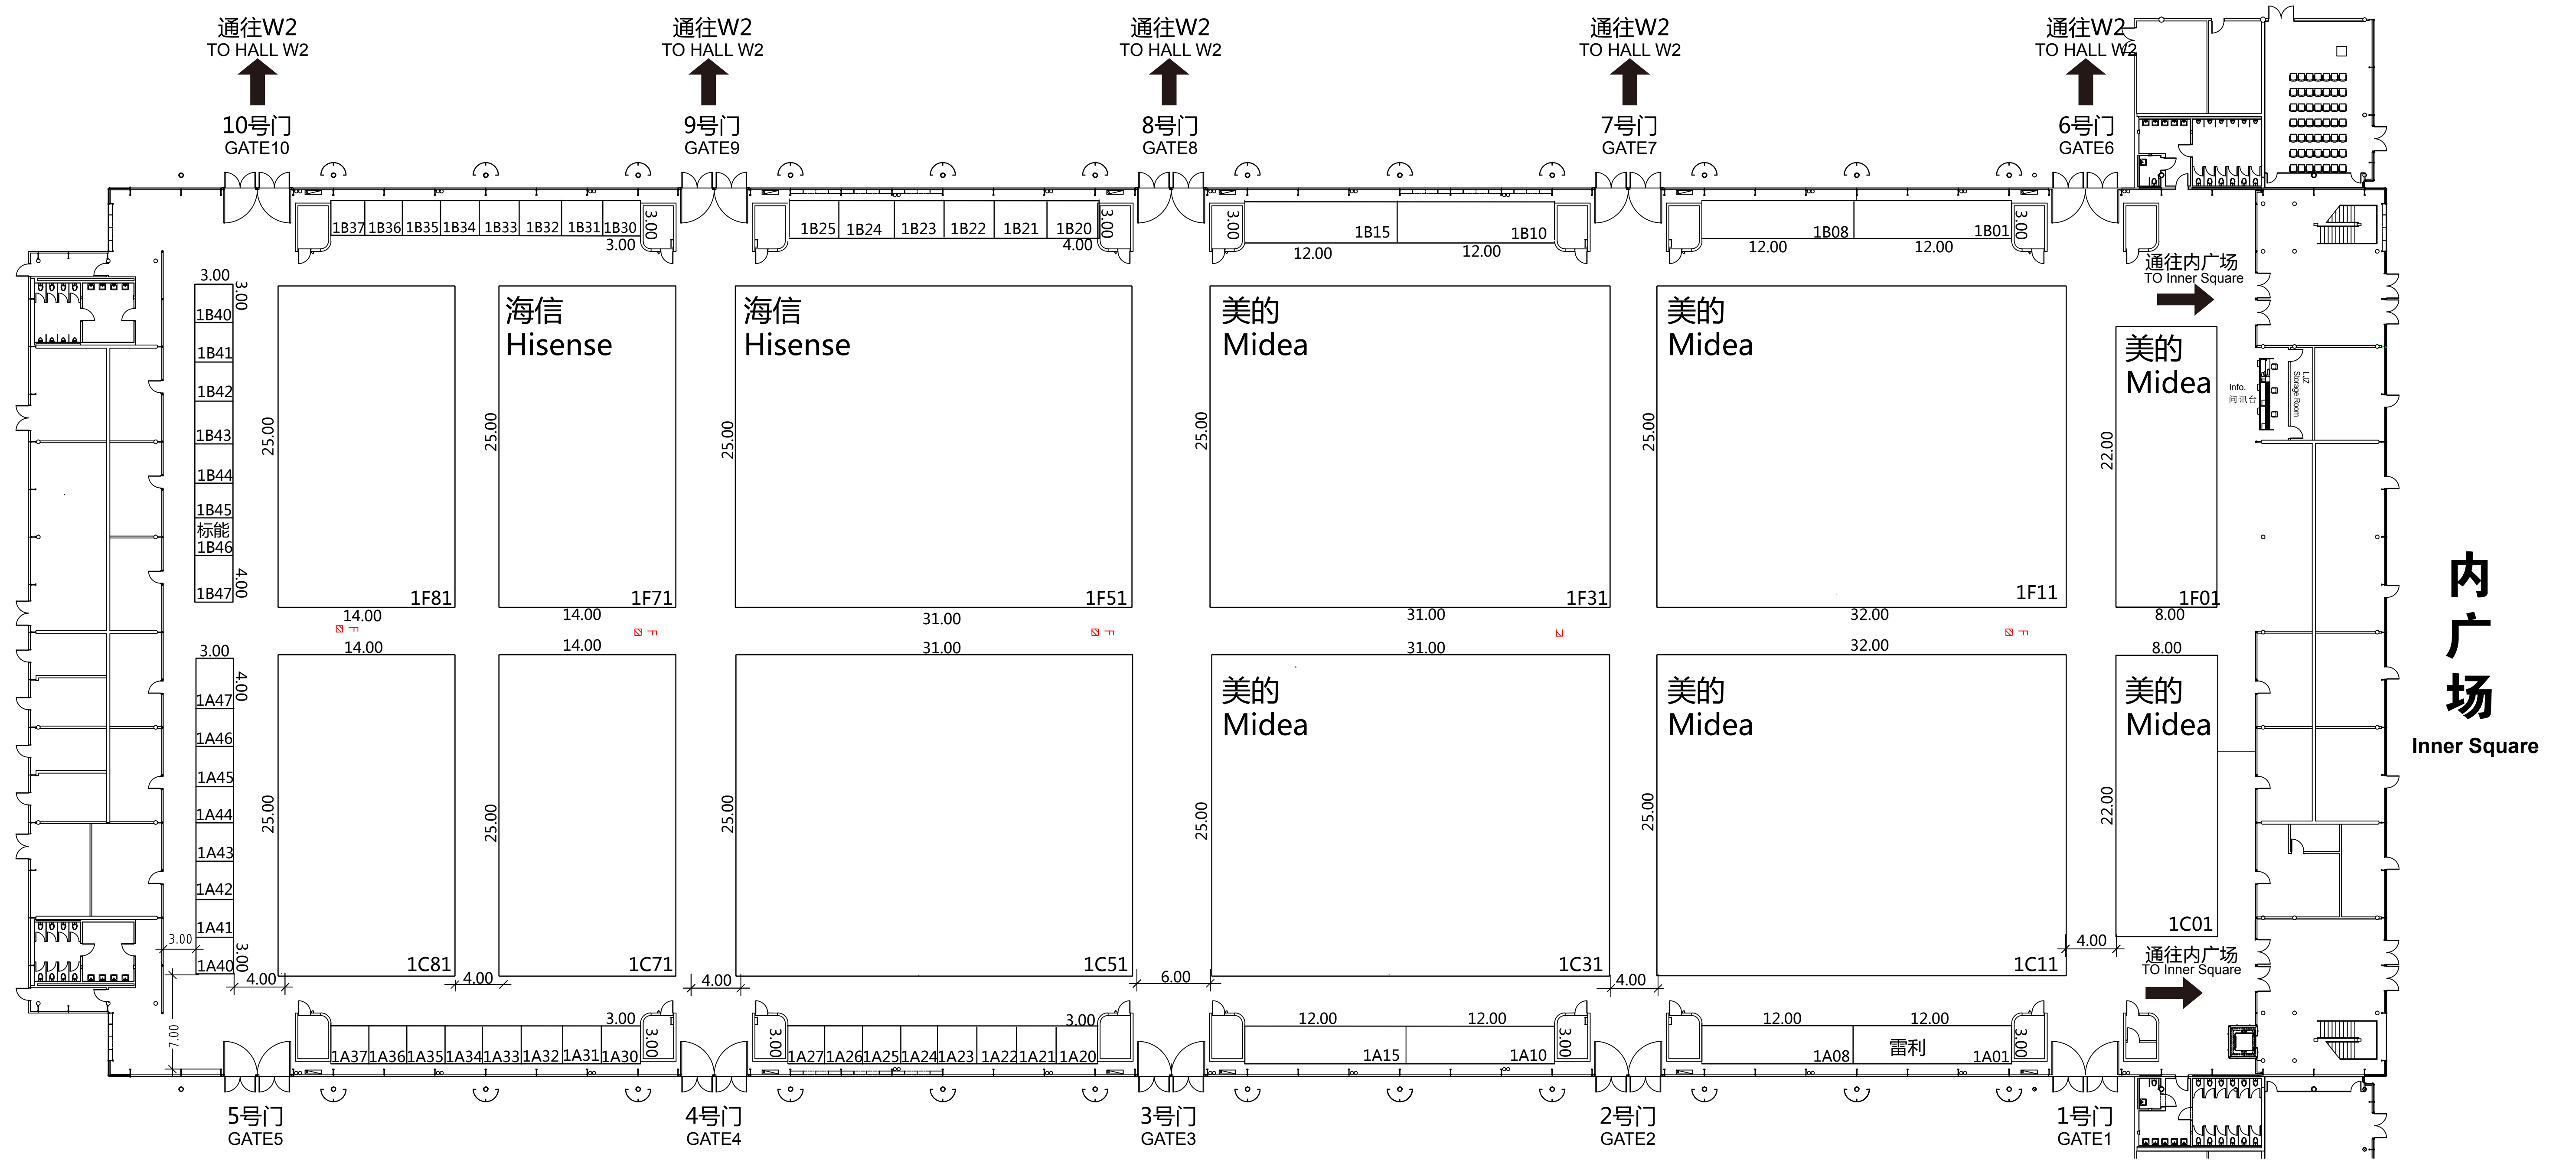 通往W2
TO HALL W2
通往W2
TO HALL W2
通往W2
TO HALL W2
通往W2
TO HALL W2
通往W2
TO HALL W2
10号门
GATE10
9号门
GATE9
8号门
GATE8
7号门
GATE7
6号门
GATE6
1B37 1B36 1B35 1B34 1B33 1B32 1B31 1B30
3.00
3.00
1B25 1B24 1B23 1B22 1B21 1B20
3.00
4.00
3.00
1B15 1B10
12.00 12.00
1B08 1B01
3.00
12.00 12.00
通往内广场
TO Inner Square
3.00
3.00
1B40
1B41
1B42
1B43
1B44
1B45
标能
1B46
4.00
1B47
25.00
1F81
14.00
海信
Hisense
25.00
1F71
14.00
海信
Hisense
25.00
1F51
31.00
美的
Midea
25.00
1F31
31.00
美的
Midea
25.00
1F11
32.00
美的
Midea
22.00
1F01
8.00
Info.
问讯台
LJZ
Storage Room
F
F
F
F
内广场
Inner Square
3.00
4.00
1A47
1A46
1A45
1A44
1A43
1A42
1A41
1A40
3.00
3.00
7.00
14.00
25.00
1C81
14.00
25.00
1C71
31.00
25.00
1C51
31.00
美的
Midea
25.00
1C31
32.00
美的
Midea
25.00
1C11
8.00
美的
Midea
22.00
1C01
4.00
4.00
4.00
4.00
6.00
4.00
通往内广场
TO Inner Square
3.00
1A37 1A36 1A35 1A34 1A33 1A32 1A31 1A30
3.00
3.00
3.00
1A27 1A26 1A25 1A24 1A23 1A22 1A21 1A20
12.00 12.00
1A15 1A10
3.00
12.00 12.00
1A08 雷利 1A01
3.00
5号门
GATE5
4号门
GATE4
3号门
GATE3
2号门
GATE2
1号门
GATE1